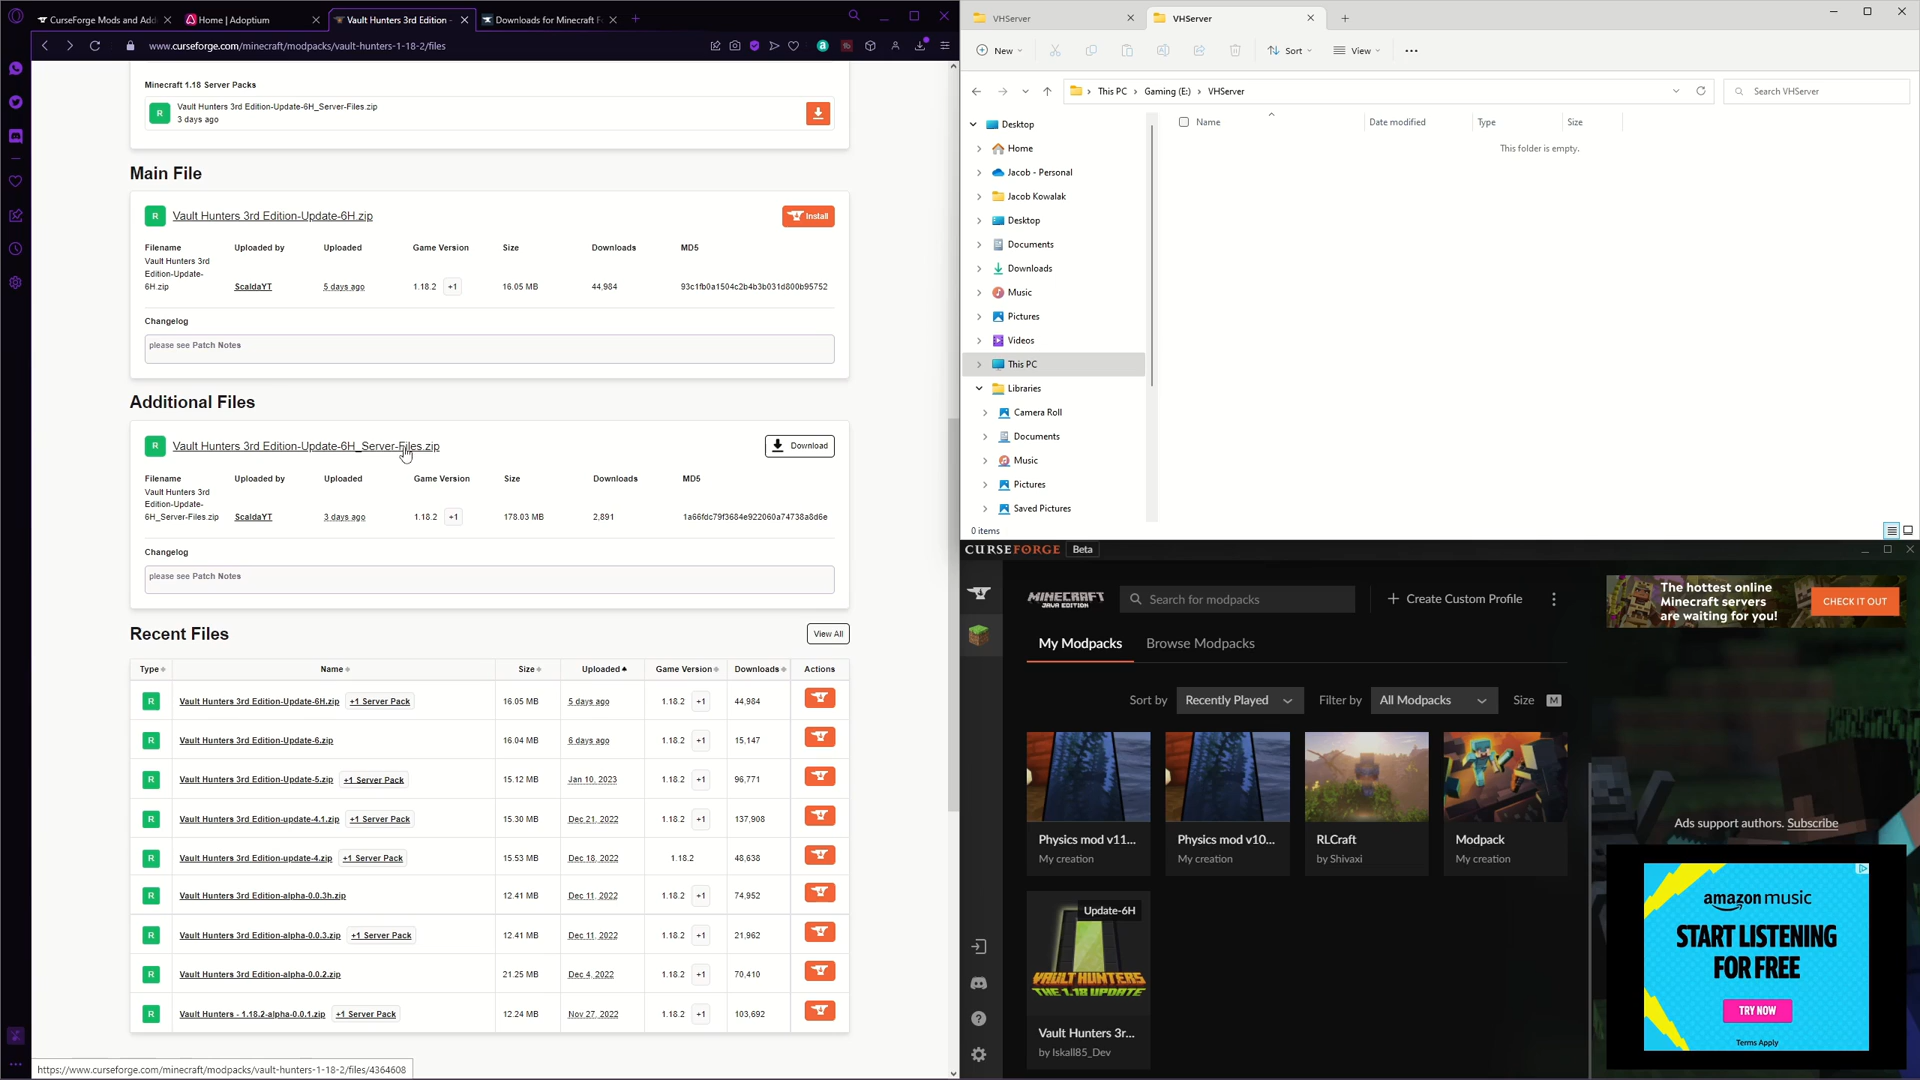 CurseForge Mods and Add
Home | Adoptium
Vault Hunters 3rd Edition -
Downloads for Minecraft F
www.curseforge.com/minecraft/modpacks/vault-hunters-1-18-2/files
Minecraft 1.18 Server Packs
R
Vault Hunters 3rd Edition-Update-6H_Server-Files.zip
3 days ago
Main File
R Vault Hunters 3rd Edition-Update-6H.zip Install
Filename Uploaded by Uploaded Game Version Size Downloads MD5
Vault Hunters 3rd
Edition-Update-
6H.zip ScaldaYT 5 days ago 1.18.2 +1 16.05 MB 44,984 93c1fb0a1504c2b4b3b031d800b95752
Changelog
please see Patch Notes
Additional Files
R Vault Hunters 3rd Edition-Update-6H_Server-Files.zip Download
Filename Uploaded by Uploaded Game Version Size Downloads MD5
Vault Hunters 3rd
Edition-Update-
6H_Server-Files.zip ScaldaYT 3 days ago 1.18.2 +1 178.03 MB 2,891 1a66fdc79f3684e922060a74738a8d6e
Changelog
please see Patch Notes
Recent Files View All
Type Name Size Uploaded Game Version Downloads Actions
R Vault Hunters 3rd Edition-Update-6H.zip +1 Server Pack 16.05 MB 5 days ago 1.18.2 +1 44,984
R Vault Hunters 3rd Edition-Update-6.zip 16.04 MB 6 days ago 1.18.2 +1 15,147
R Vault Hunters 3rd Edition-Update-5.zip +1 Server Pack 15.12 MB Jan 10, 2023 1.18.2 +1 96,771
R Vault Hunters 3rd Edition-update-4.1.zip +1 Server Pack 15.30 MB Dec 21, 2022 1.18.2 +1 137,908
R Vault Hunters 3rd Edition-update-4.zip +1 Server Pack 15.53 MB Dec 18, 2022 1.18.2 48,638
R Vault Hunters 3rd Edition-alpha-0.0.3h.zip 12.41 MB Dec 11, 2022 1.18.2 +1 74,952
R Vault Hunters 3rd Edition-alpha-0.0.3.zip +1 Server Pack 12.41 MB Dec 11, 2022 1.18.2 +1 21,962
R Vault Hunters 3rd Edition-alpha-0.0.2.zip 21.25 MB Dec 4, 2022 1.18.2 +1 70,410
R Vault Hunters - 1.18.2-alpha-0.0.1.zip +1 Server Pack 12.24 MB Nov 27, 2022 1.18.2 +1 103,692
https://www.curseforge.com/minecraft/modpacks/vault-hunters-1-18-2/files/4364608
VHServer
VHServer
New Sort View
This PC Gaming (E:) VHServer
Search VHServer
Name Date modified Type Size
This folder is empty.
Desktop
Home
Jacob - Personal
Jacob Kowalak
Desktop
Documents
Downloads
Music
Pictures
Videos
This PC
Libraries
Camera Roll
Documents
Music
Pictures
Saved Pictures
0 items
CURSEFORGE Beta
MINECRAFT
JAVA EDITION
Search for modpacks
+ Create Custom Profile
My Modpacks Browse Modpacks
Sort by Recently Played Filter by All Modpacks Size M
Physics mod v11...
My creation
Physics mod v10...
My creation
RLCraft
by Shivaxi
Modpack
My creation
Update-6H
VAULT HUNTERS
THE 1.18 UPDATE
Vault Hunters 3r...
by Iskall85_Dev
The hottest online
Minecraft servers
are waiting for you!
CHECK IT OUT
Ads support authors. Subscribe
amazon music
START LISTENING
FOR FREE
TRY NOW
Terms Apply